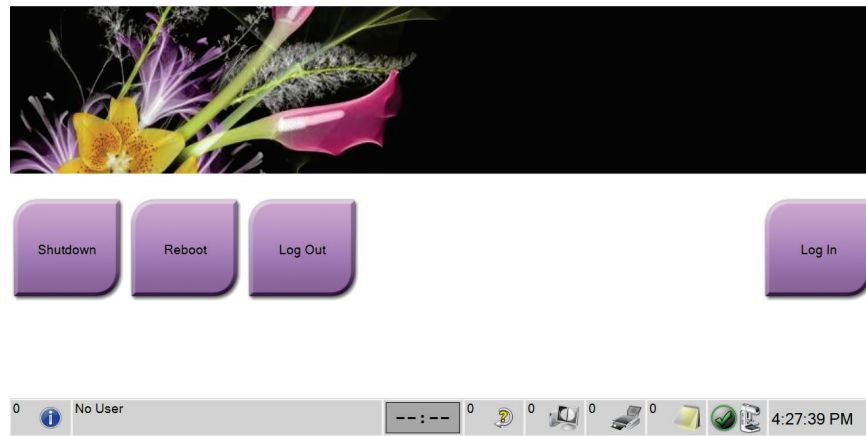 Shutdown
Reboot
Log Out
Log In
0
No User
--:--
0
0
0
0
4:27:39 PM